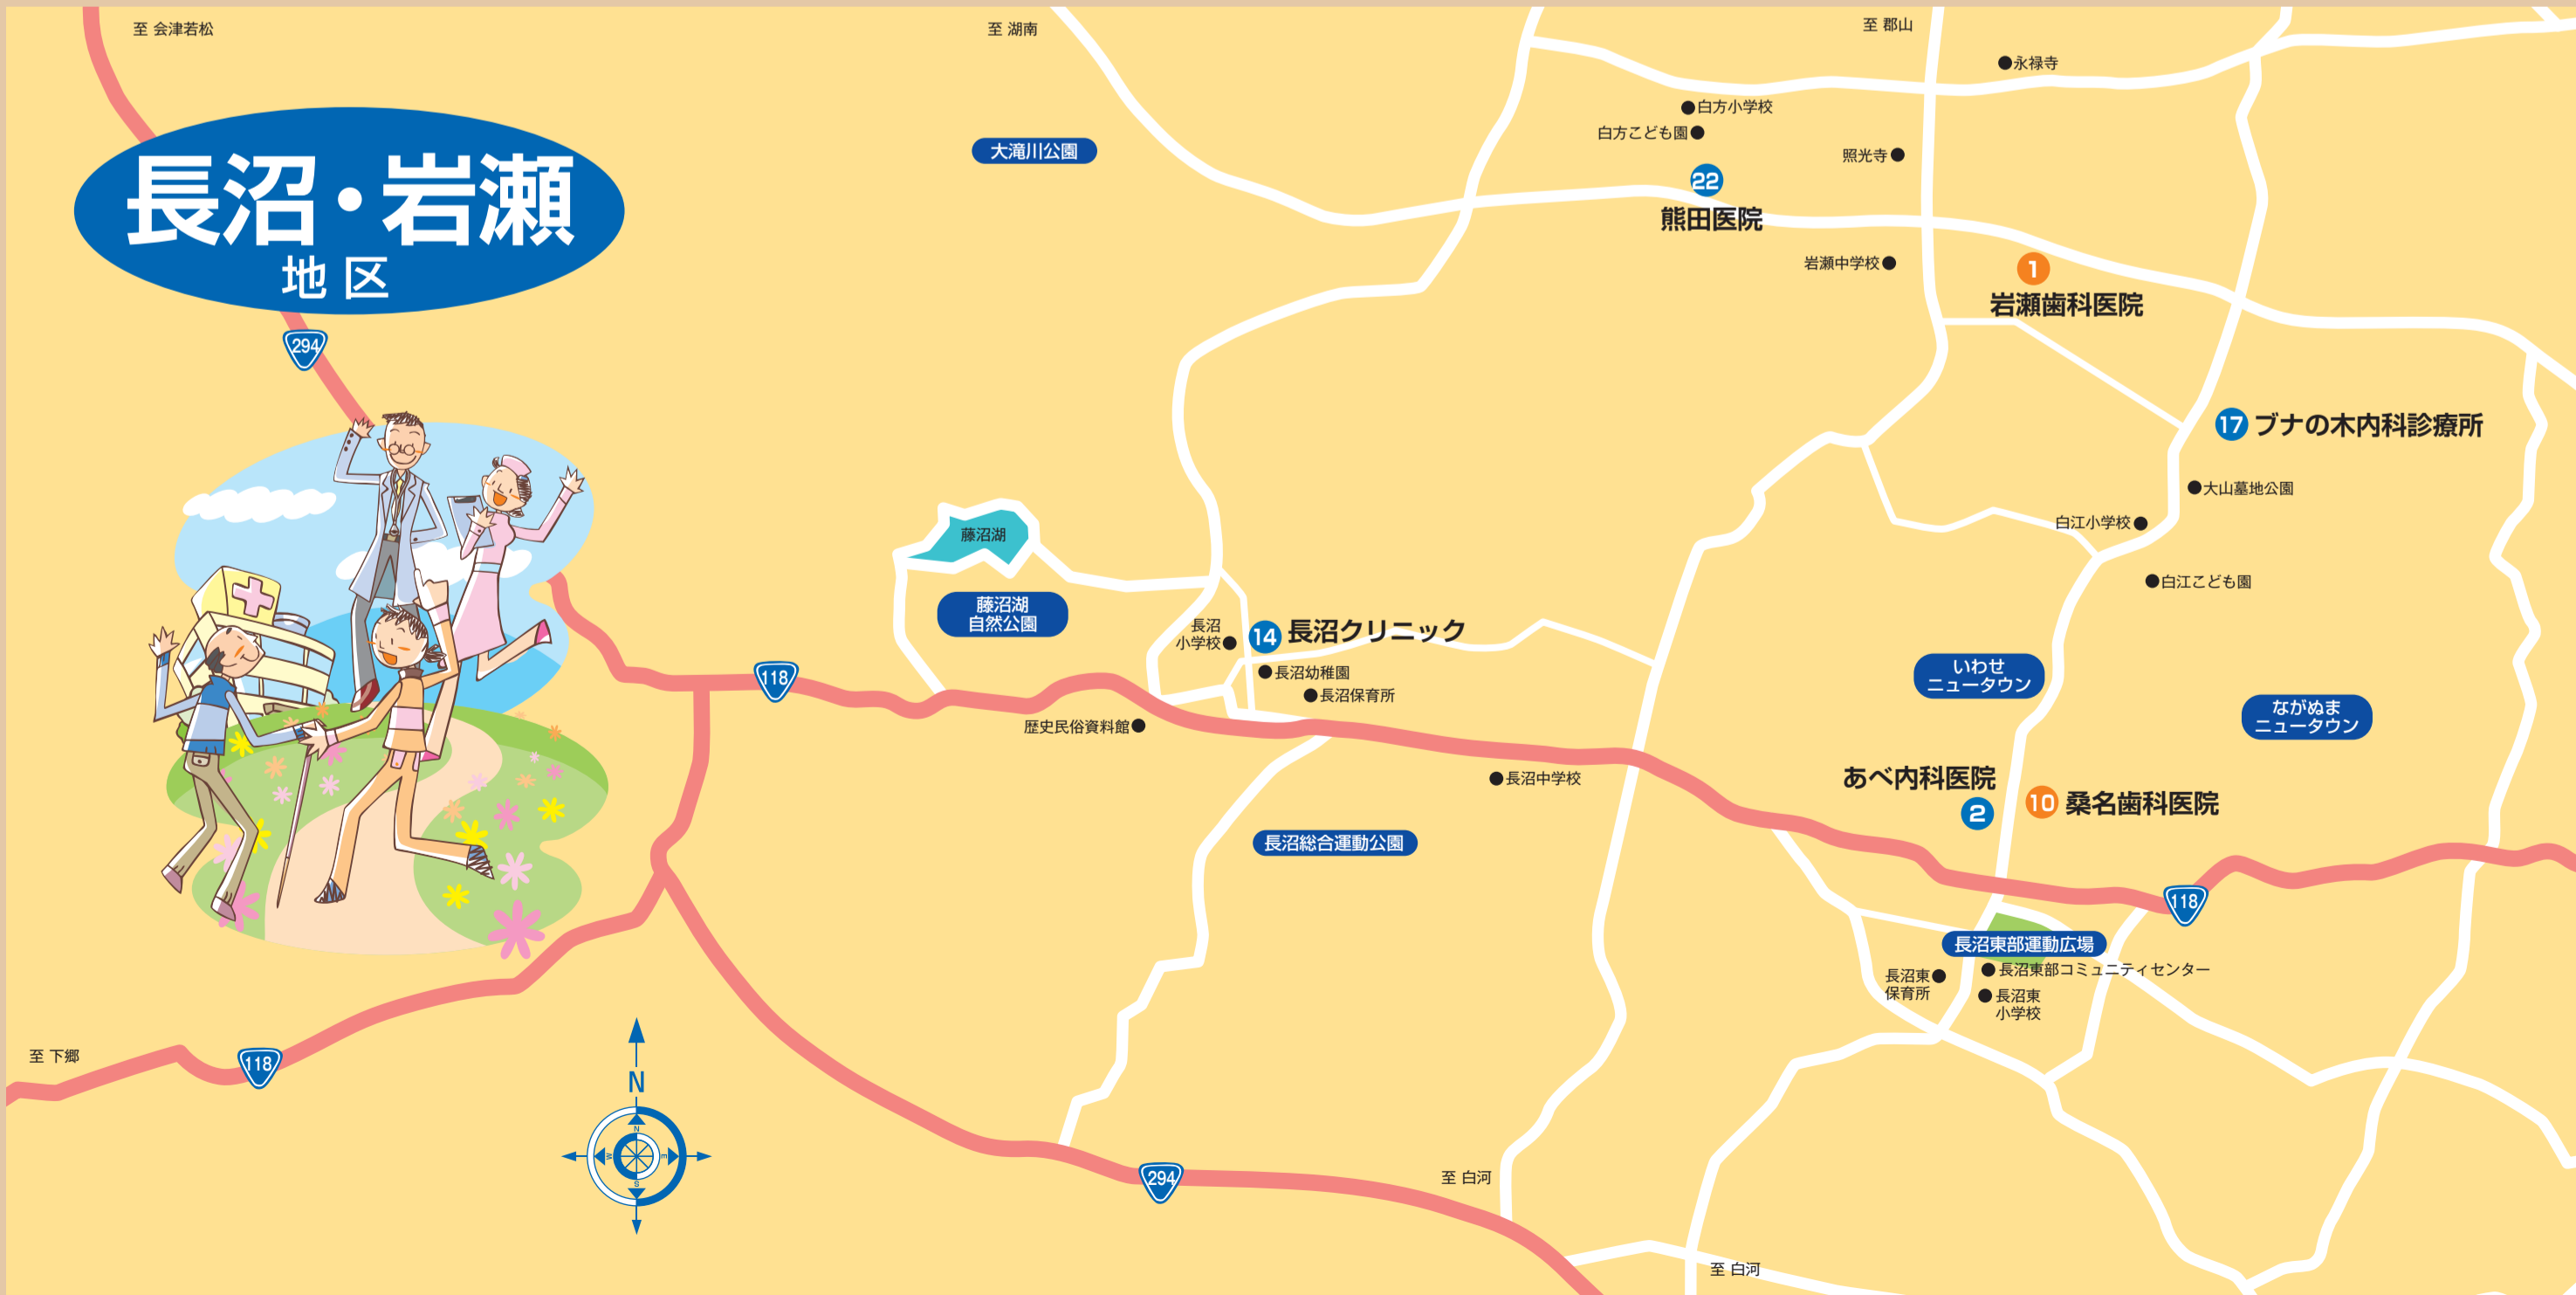 至 会津若松
至 湖南
至 郡山
永禄寺
白方小学校
白方こども園
大滝川公園
照光寺
22
熊田医院
長沼・岩瀬
地区
岩瀬中学校
1
岩瀬歯科医院
294
17 ブナの木内科診療所
大山墓地公園
白江小学校
藤沼湖
白江こども園
藤沼湖
自然公園
長沼
小学校
14 長沼クリニック
長沼幼稚園
長沼保育所
いわせ
ニュータウン
118
ながぬま
ニュータウン
歴史民俗資料館
長沼中学校
あべ内科医院
2
10 桑名歯科医院
長沼総合運動公園
118
長沼東部運動広場
長沼東部コミュニティセンター
長沼東
保育所
長沼東
小学校
至 下郷
118
N
N
W
E
S
294
至 白河
至 白河